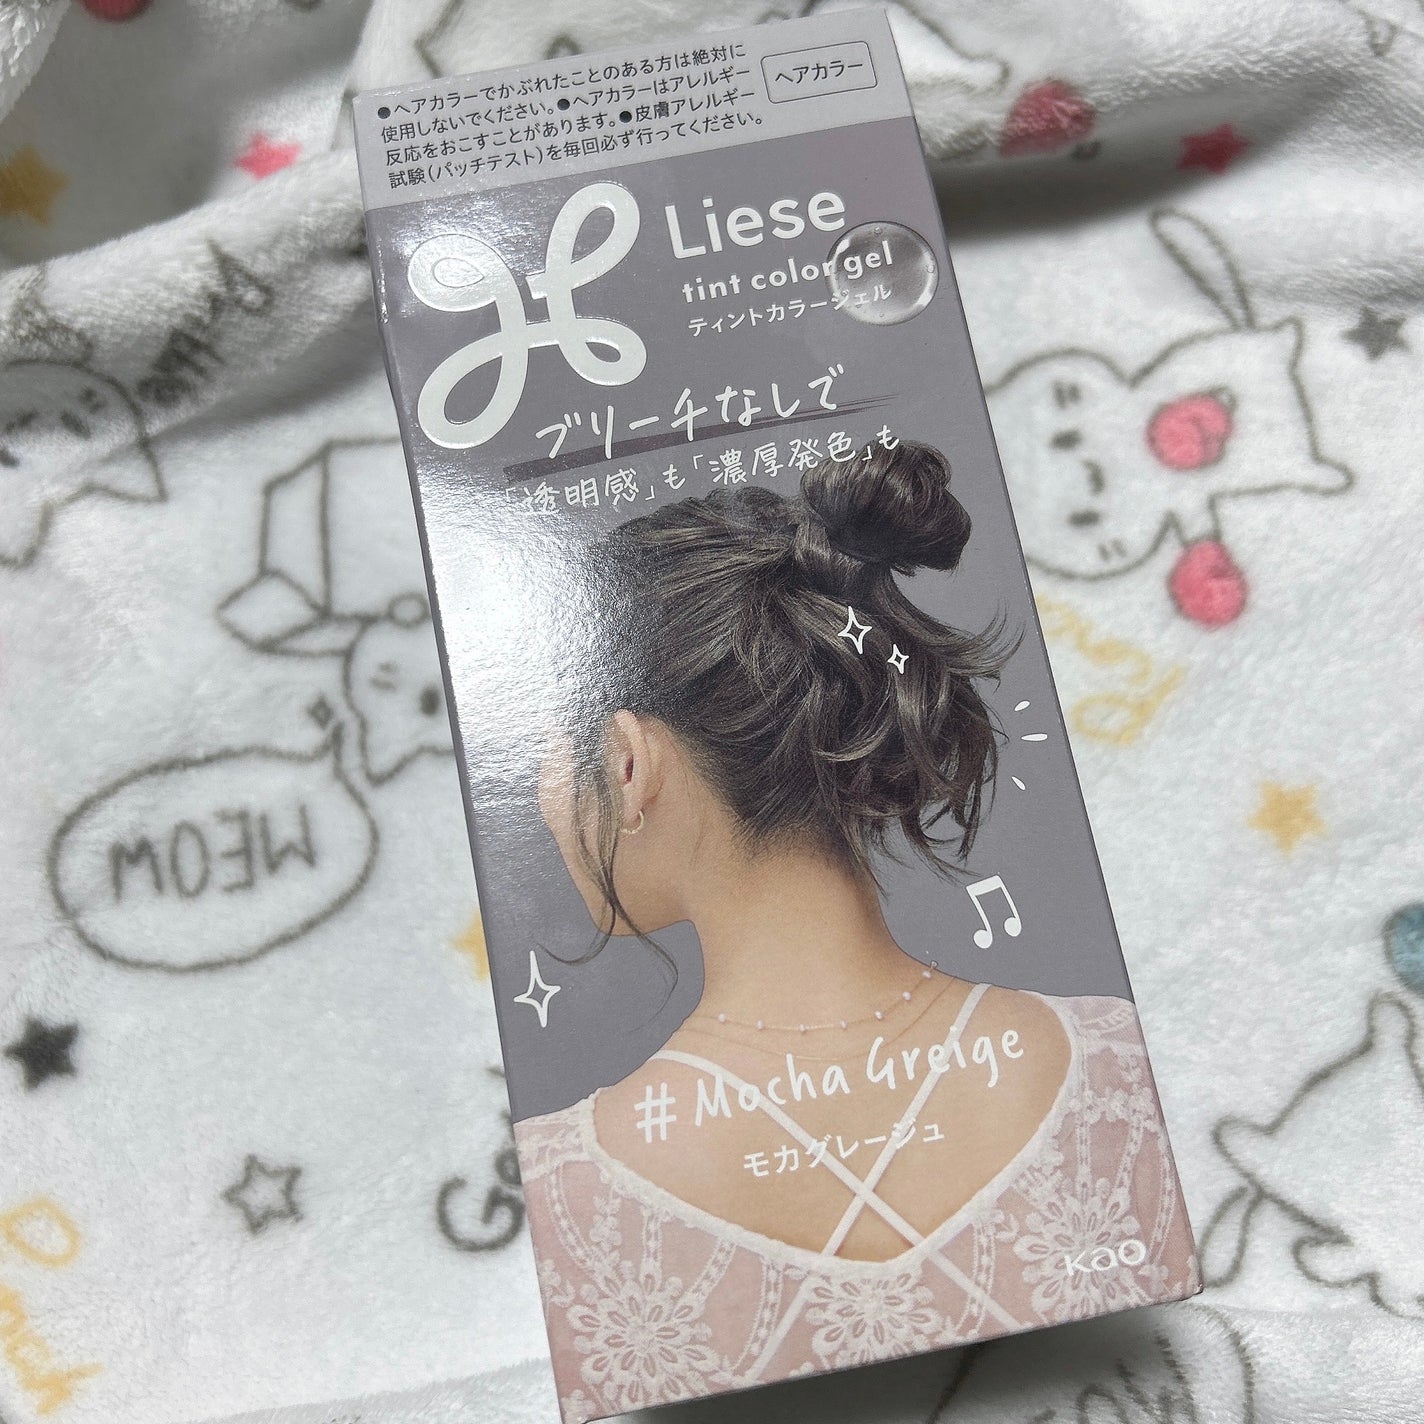 ●ヘアカラーでかぶれたことのある方は絶対に
使用しないでください。●ヘアカラーはアレルギー
反応をおこすことがあります。●皮膚アレルギー
試験(パッチテスト)を毎回必ず行ってください。
ヘアカラー
Liese
tint color gel
ティントカラージェル
ブリーチなしで
「透明感」も「濃厚発色」も
#Mocha Greige
モカグレージュ
Kao
MEOW